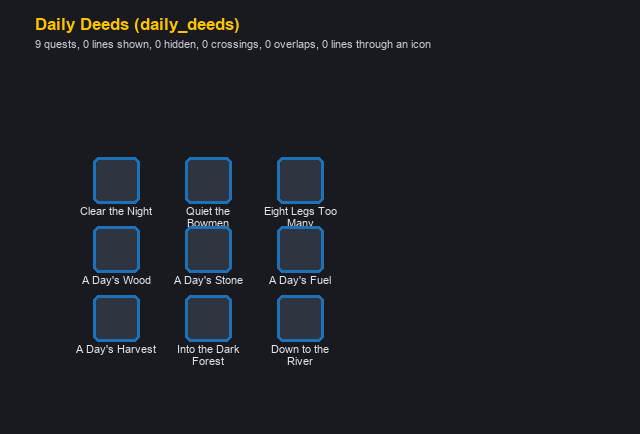 Daily Deeds (daily_deeds)
9 quests, 0 lines shown, 0 hidden, 0 crossings, 0 overlaps, 0 lines through an icon
Clear the Night
Quiet the
Bowmen
Eight Legs Too
Many
A Day's Wood
A Day's Stone
A Day's Fuel
A Day's Harvest
Into the Dark
Forest
Down to the
River